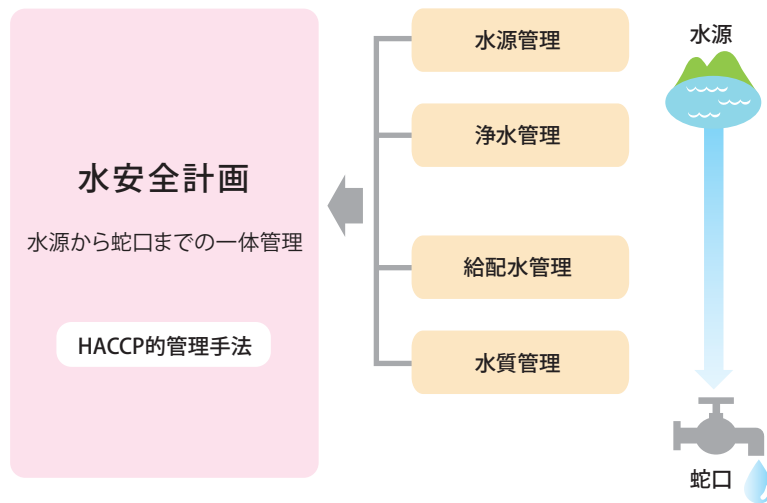 水安全計画
水源から蛇口までの一体管理
HACCP的管理手法
水源管理
浄水管理
給配水管理
水質管理
水源
蛇口